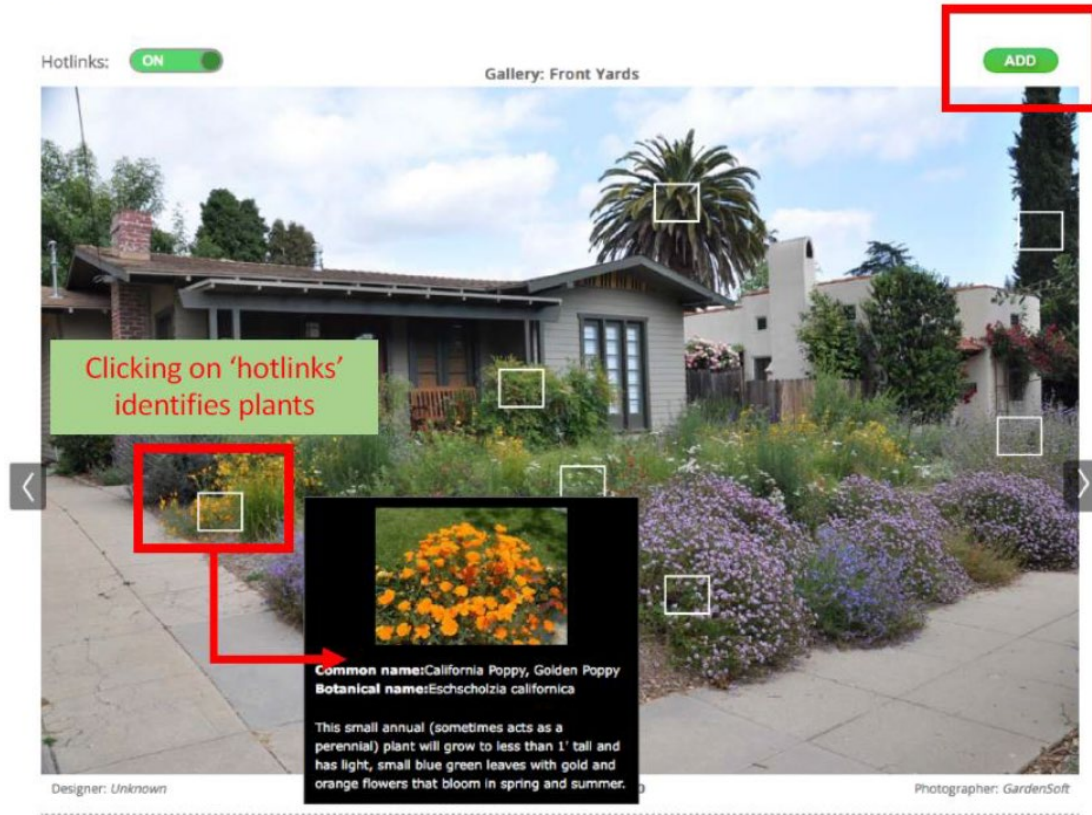 Hotlinks:
ON
Gallery: Front Yards
ADD
Clicking on ‘hotlinks’
identifies plants
Common name:California Poppy, Golden Poppy
Botanical name:Eschscholzia californica
This small annual (sometimes acts as a
perennial) plant will grow to less than 1' tall and
has light, small blue green leaves with gold and
orange flowers that bloom in spring and summer.
Designer: Unknown
Photographer: GardenSoft